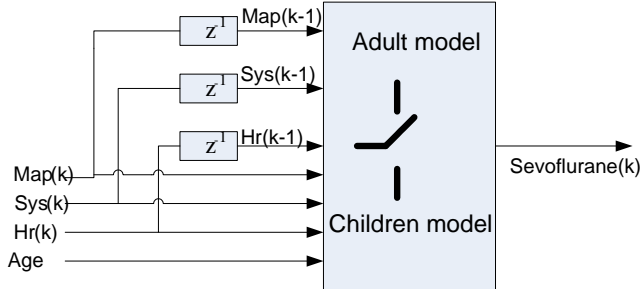 Map(k-1)
z-1
Adult model
Sys(k-1)
z-1
Hr(k-1)
z-1
Map(k)
Sevoflurane(k)
Sys(k)
Children model
Hr(k)
Age